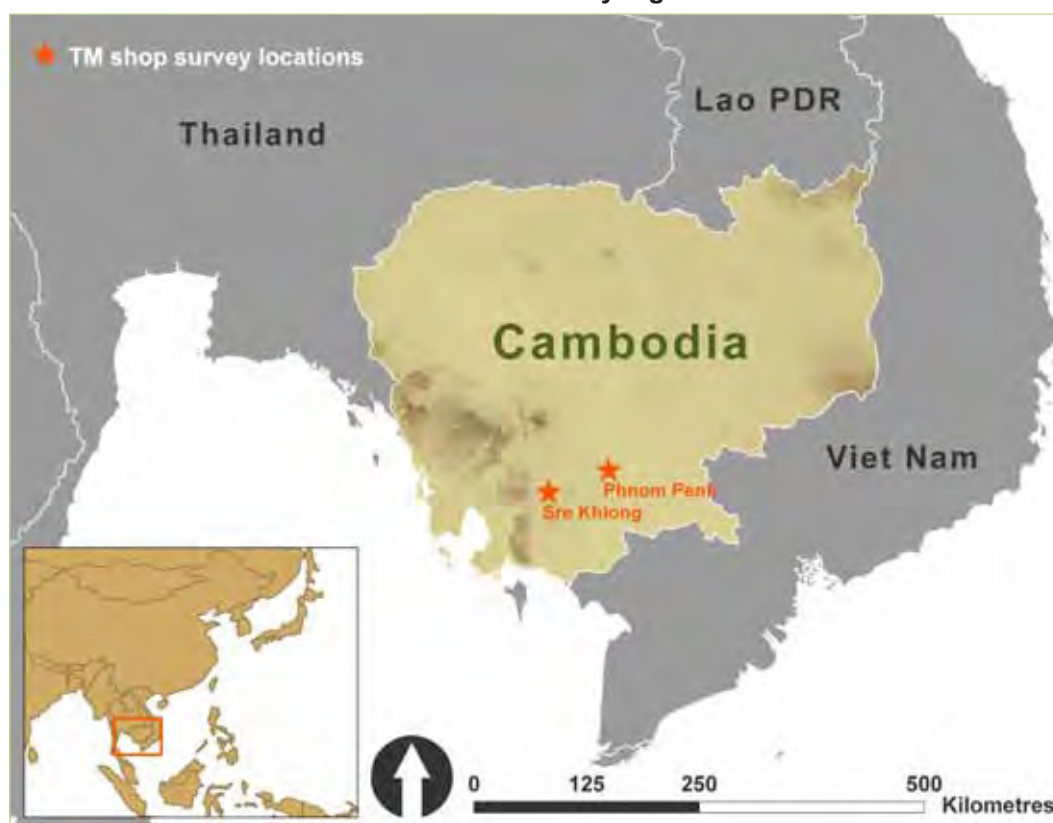 TM shop survey locations
Lao PDR
Thailand
Cambodia
Viet Nam
Phnom Penh
Sre Khlong
0 125 250 500
Kilometres